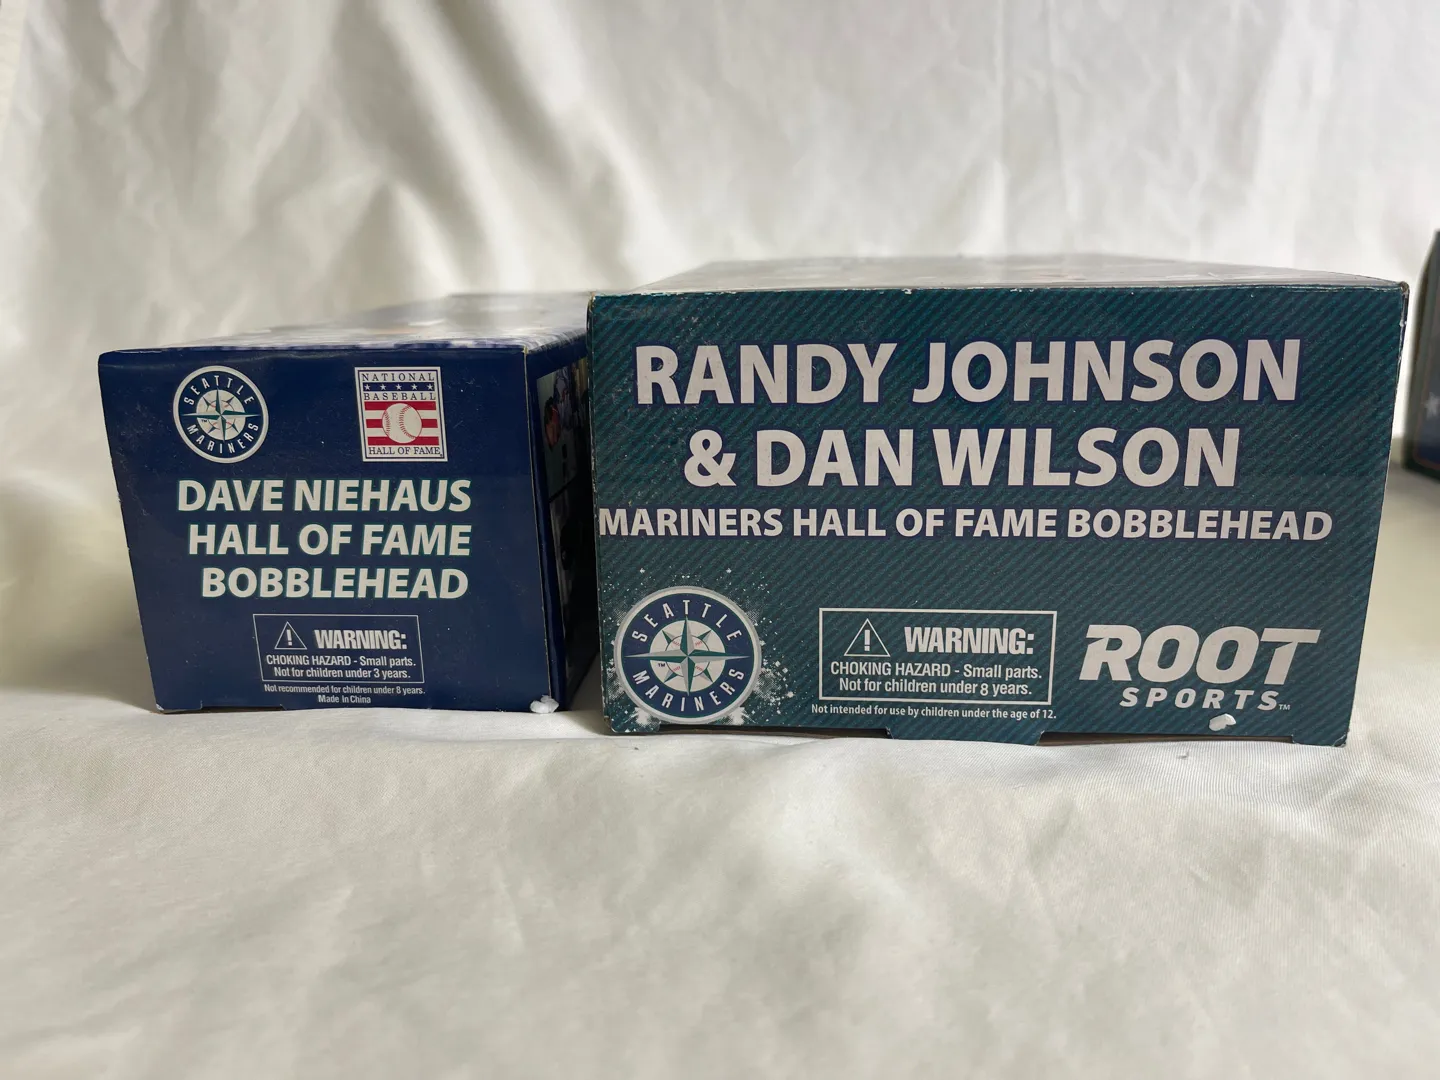 SEATTLE
MARINERS
NATIONAL
BASEBALL
HALL OF FAME
DAVE NIEHAUS
HALL OF FAME
BOBBLEHEAD
WARNING:
CHOKING HAZARD - Small parts.
Not for children under 3 years.
Not recommended for children under 8 years.
Made in China
RANDY JOHNSON
& DAN WILSON
MARINERS HALL OF FAME BOBBLEHEAD
SEATTLE
TM
MARINERS
WARNING:
CHOKING HAZARD - Small parts.
Not for children under 8 years.
Not intended for use by children under the age of 12.
ROOT
SPORTS™